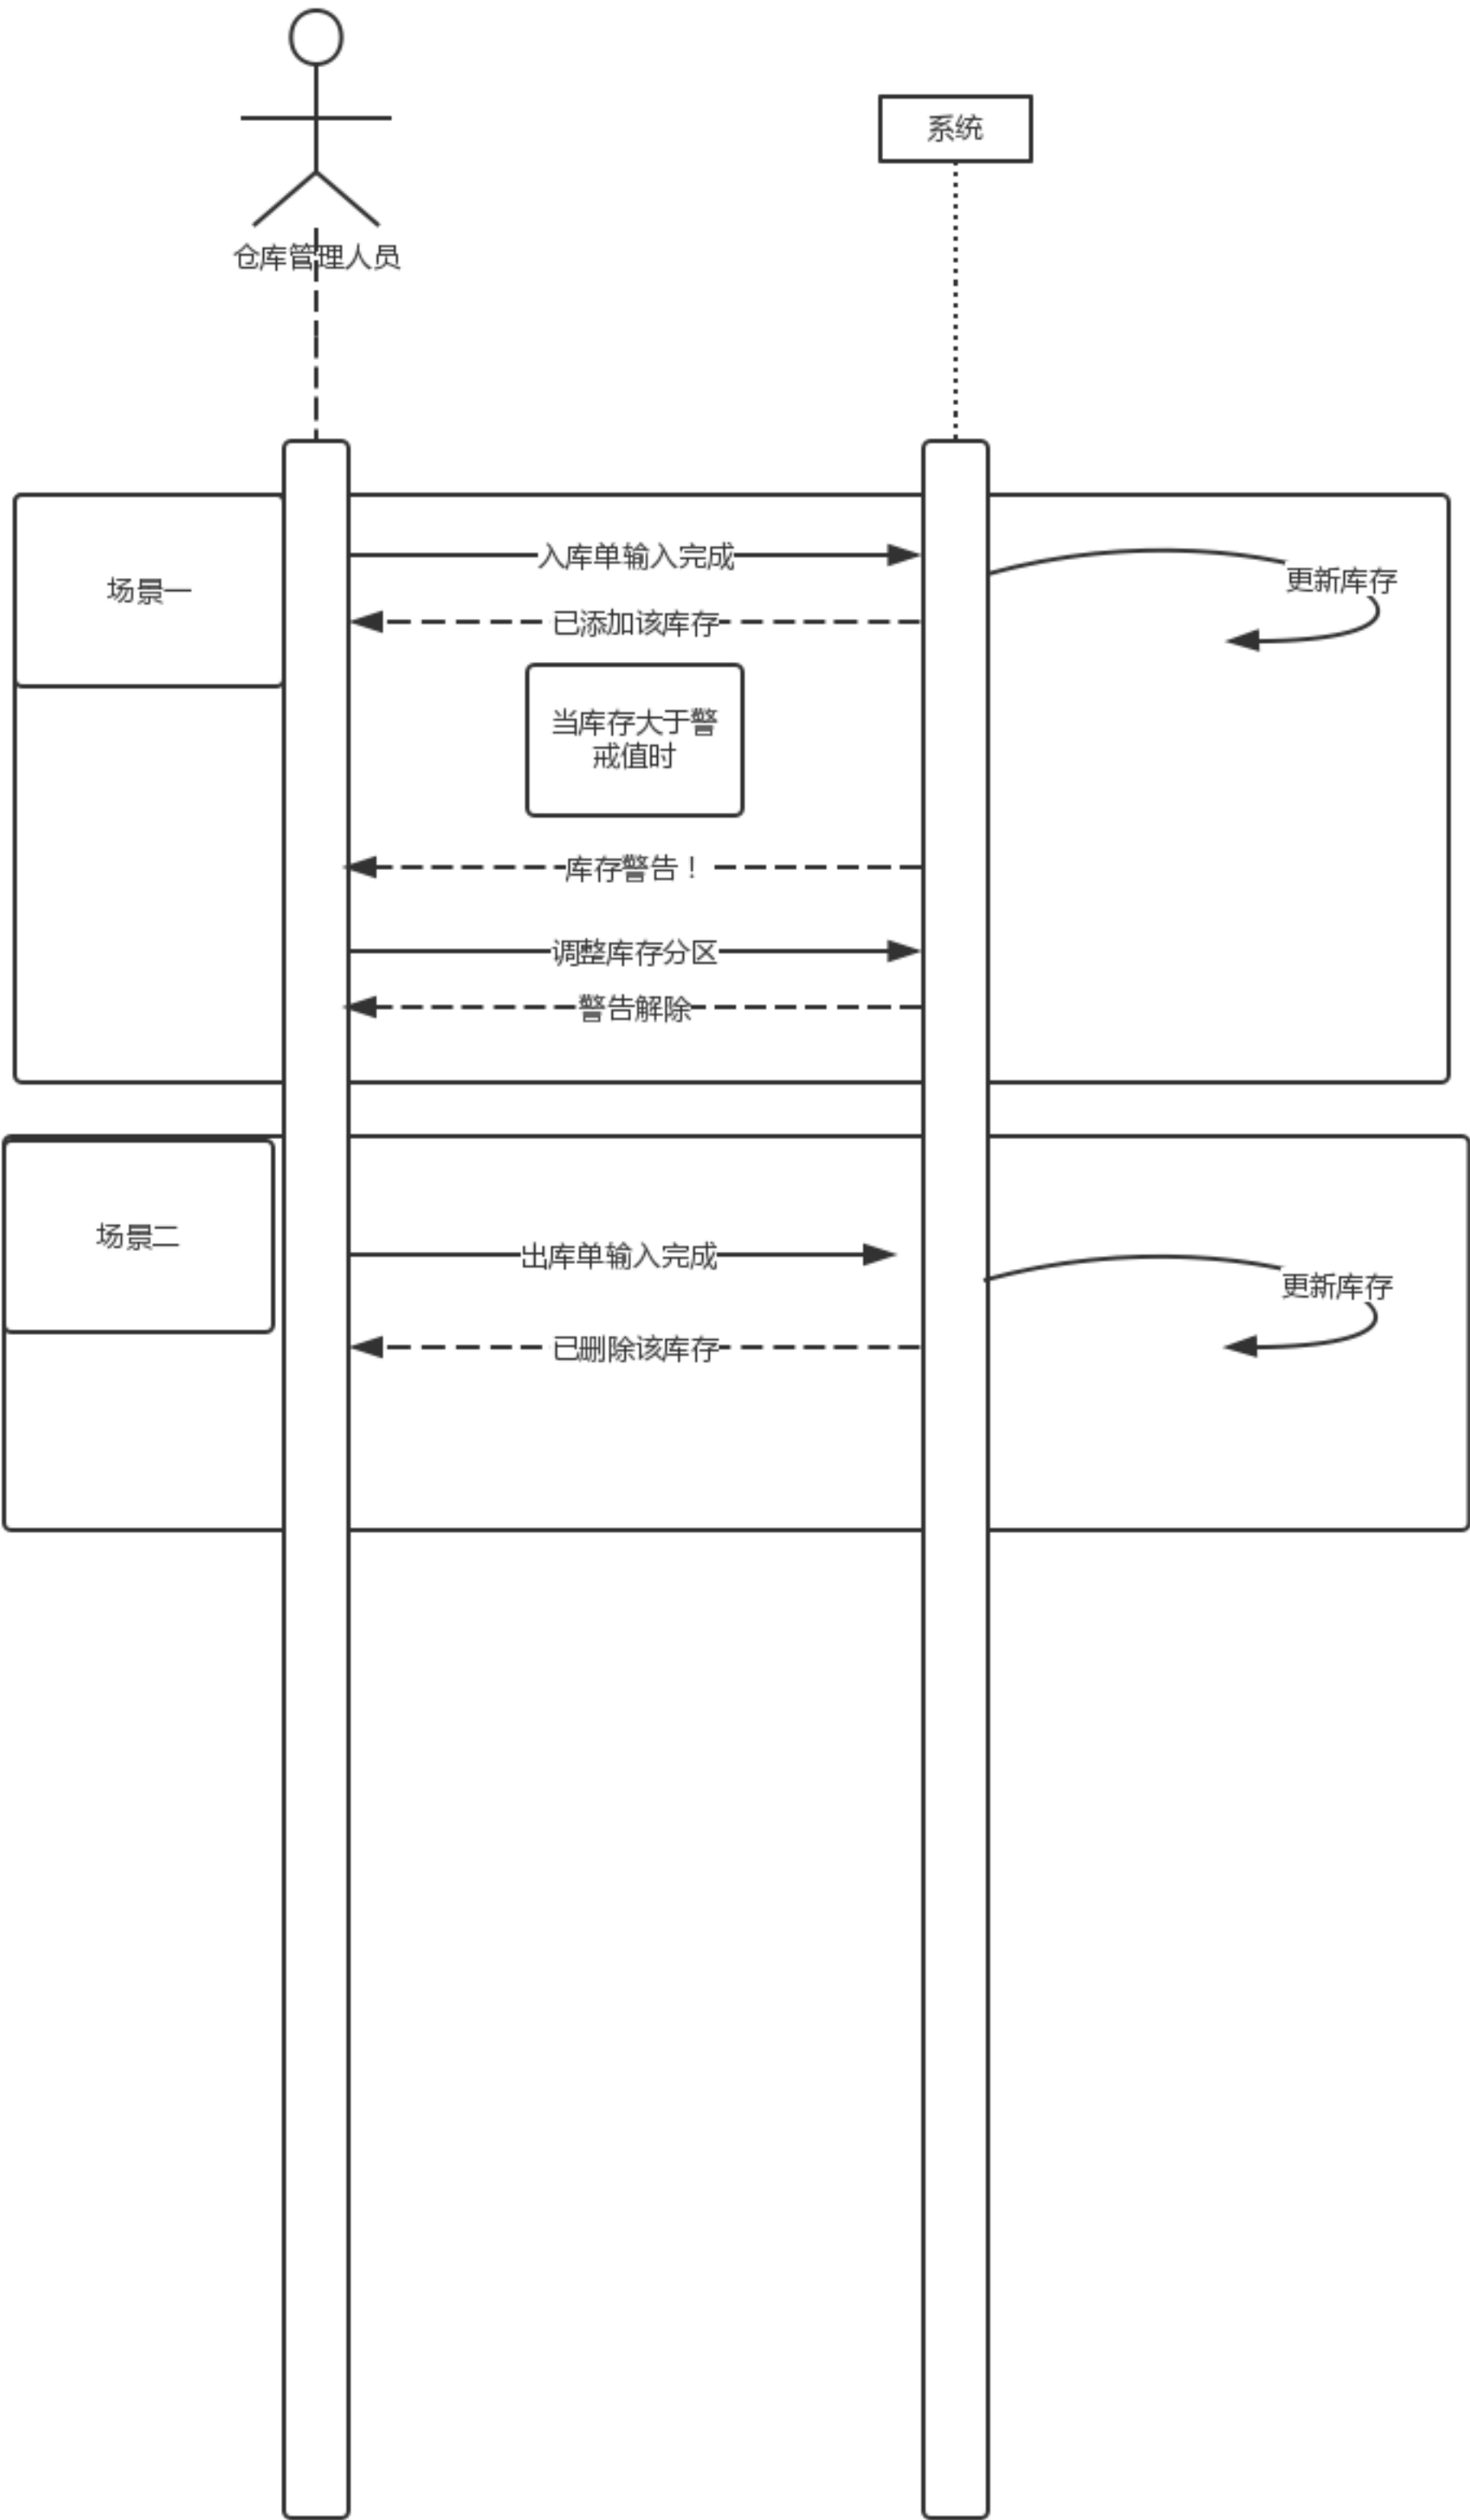 系统
仓库管理人员
场景一
入库单输入完成
更新库存
已添加该库存
当库存大于警
戒值时
库存警告！
调整库存分区
警告解除
场景二
出库单输入完成
更新库存
已删除该库存